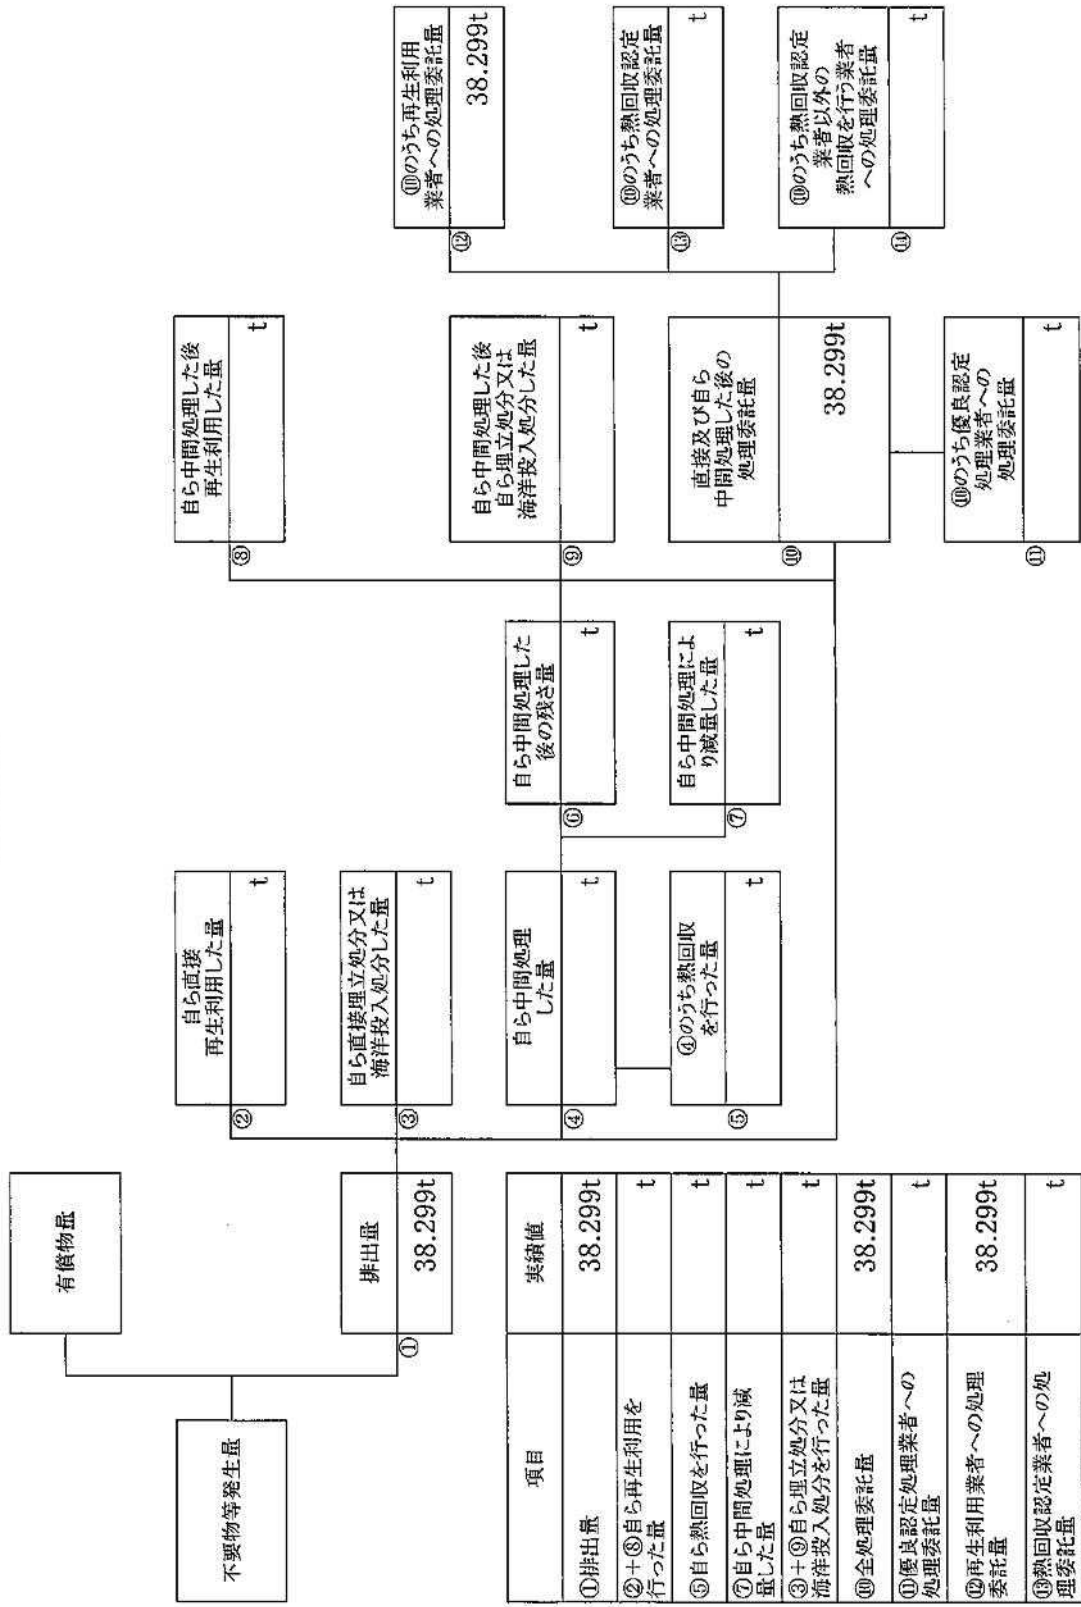 不要物等発生量
有償物量
排出量
①
38.299t
自ら直接
再生利用した量
②
t
自ら直接埋立処分又は
海洋投入処分した量
③
t
自ら中間処理
した量
④
t
④のうち熱回収
を行った量
⑤
t
自ら中間処理した
後の残さ量
⑥
t
自ら中間処理によ
り減量した量
⑦
t
自ら中間処理した後
再生利用した量
⑧
t
自ら中間処理した後
自ら埋立処分又は
海洋投入処分した量
⑨
t
直接及び自ら
中間処理した後の
処理委託量
⑩
38.299t
⑩のうち優良認定
処理業者への
処理委託量
⑪
t
⑩のうち再生利用
業者への処理委託量
⑫
38.299t
⑩のうち熱回収認定
業者への処理委託量
⑬
t
⑩のうち熱回収認定
業者以外の
熱回収を行う業者
への処理委託量
⑭
t
項目 実績値
①排出量 38.299t
②+⑧自ら再生利用を
行った量 t
⑤自ら熱回収を行った量 t
⑦自ら中間処理により減
量した量 t
③+⑨自ら埋立処分又は
海洋投入処分を行った量 t
⑩全処理委託量 38.299t
⑪優良認定処理業者への
処理委託量 t
⑫再生利用業者への処理
委託量 38.299t
⑬熱回収認定業者への処
理委託量 t